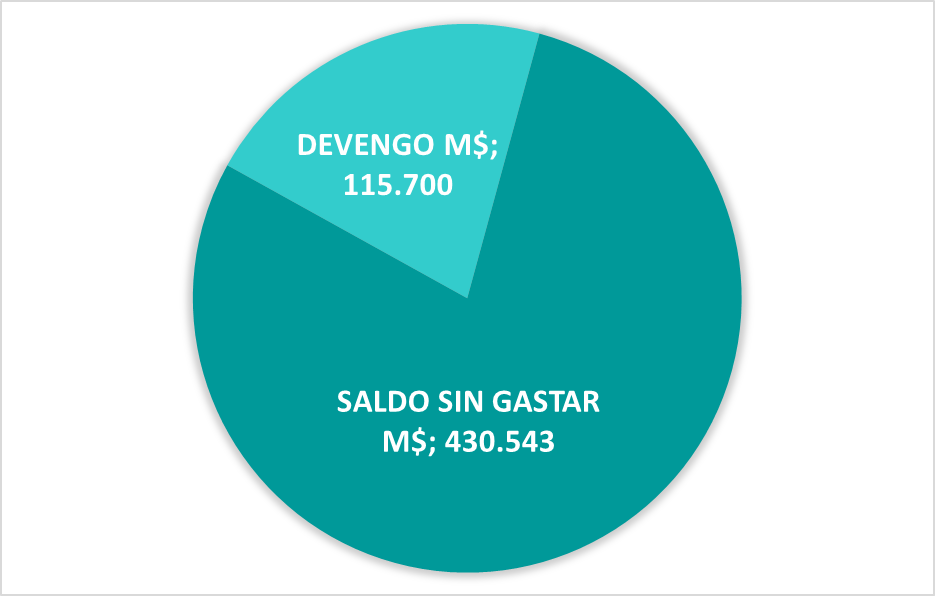 DEVENGO M$;
115.700
SALDO SIN GASTAR
M$; 430.543